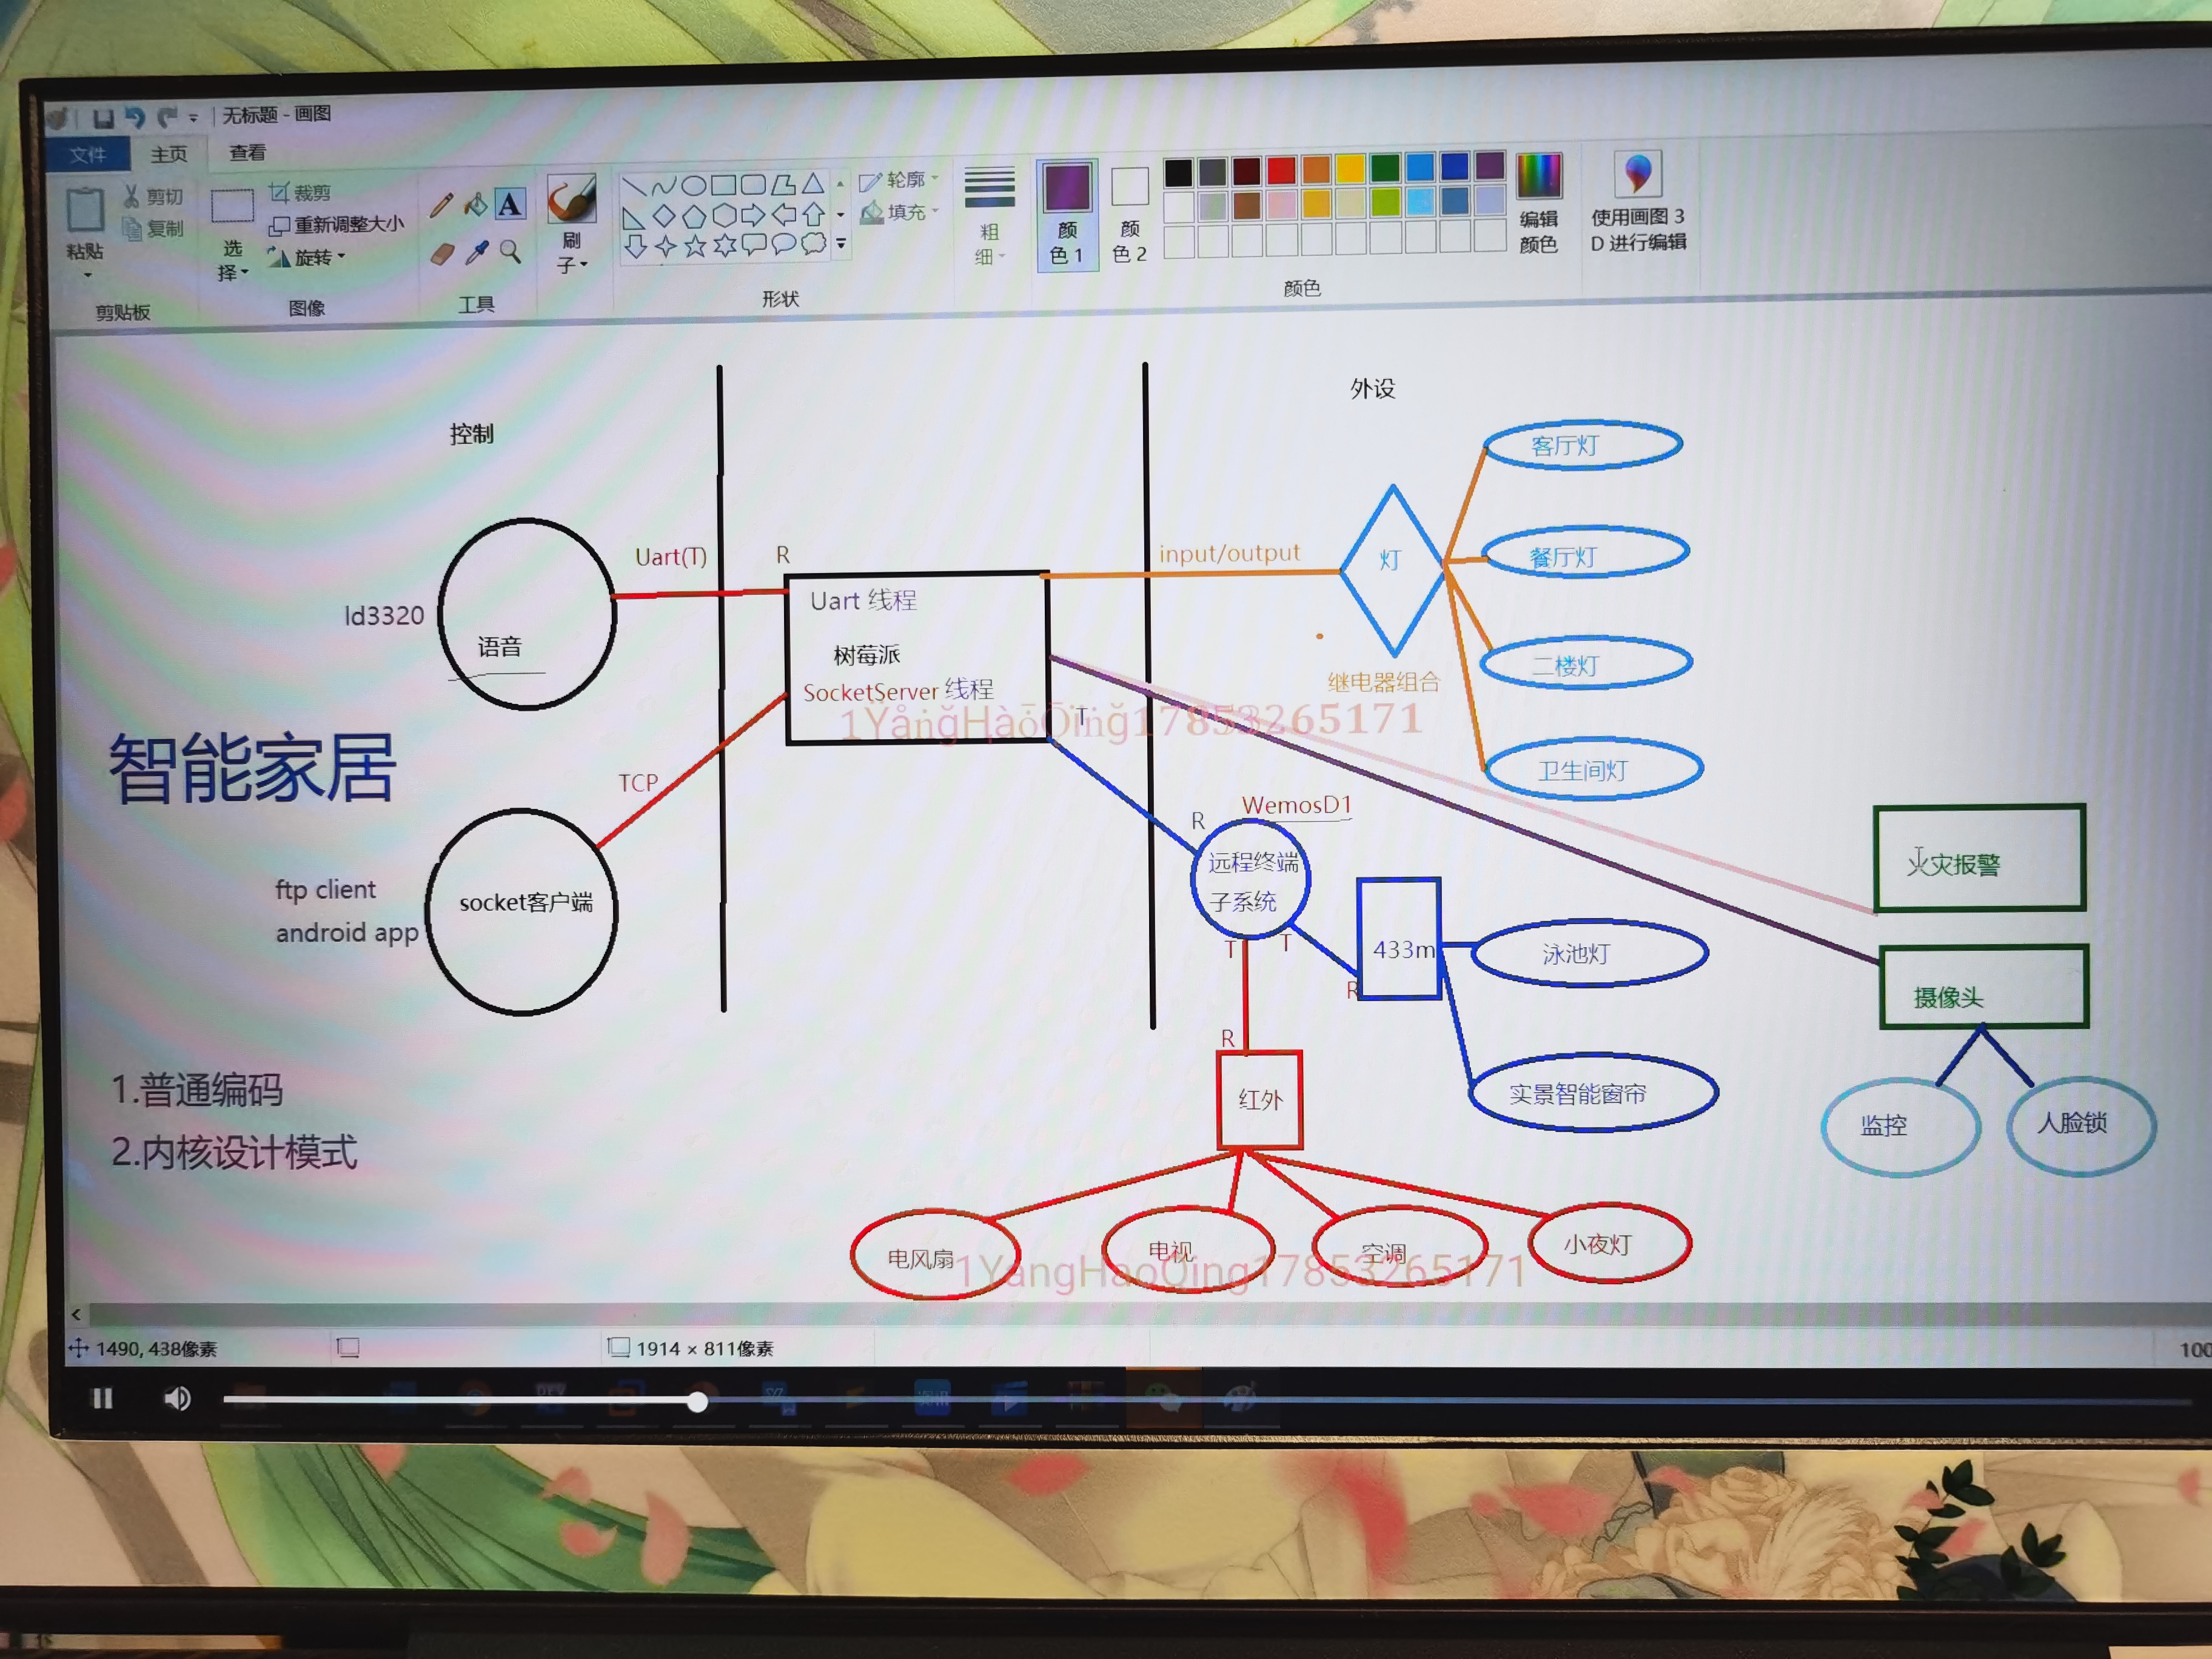 无标题 - 画图
文件 主页 查看
粘贴
剪切
复制
剪贴板
选择
裁剪
重新调整大小
旋转
图像
A
工具
刷子
形状
轮廓
填充
粗细
颜色1
颜色2
颜色
编辑颜色
使用画图 3
D 进行编辑
控制
外设
ld3320
语音
Uart(T)
R
Uart 线程
树莓派
SocketServer 线程
T
input/output
灯
继电器组合
客厅灯
餐厅灯
二楼灯
卫生间灯
1YangHaoQing17853265171
智能家居
TCP
ftp client
android app
socket客户端
WemosD1
R
远程终端
子系统
T
T
R
433m
泳池灯
实景智能窗帘
火灾报警
摄像头
监控
人脸锁
R
红外
电风扇
电视
空调
小夜灯
1YangHaoQing17853265171
1.普通编码
2.内核设计模式
1490, 438像素
1914 × 811像素
100